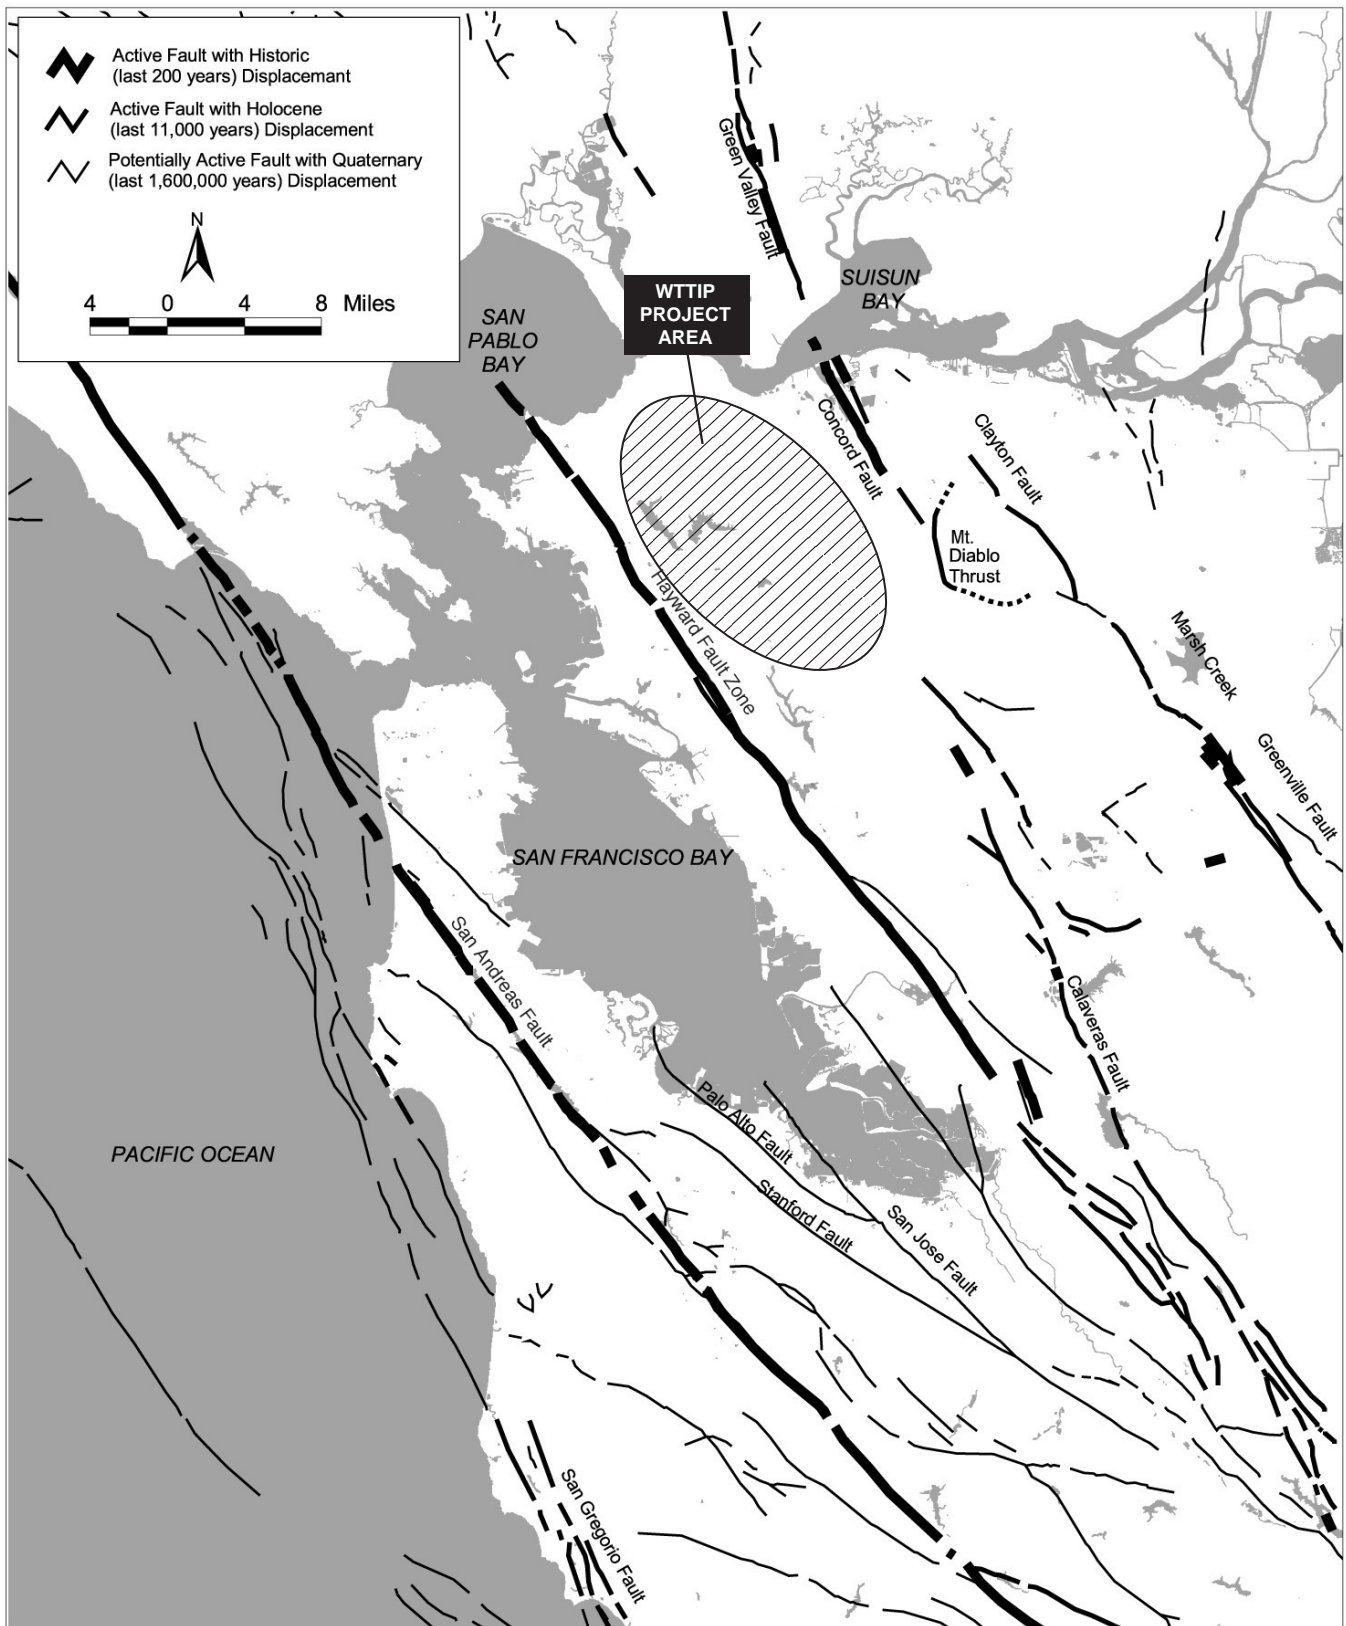 Active Fault with Historic
(last 200 years) Displacemant
Active Fault with Holocene
(last 11,000 years) Displacement
Potentially Active Fault with Quaternary
(last 1,600,000 years) Displacement
N
4 0 4 8 Miles
Green Valley Fault
SUISUN
BAY
WTTIP
PROJECT
AREA
SAN
PABLO
BAY
Concord Fault
Clayton Fault
Mt.
Diablo
Thrust
Hayward Fault Zone
Marsh Creek
Greenville Fault
SAN FRANCISCO BAY
San Andreas Fault
Calaveras Fault
PACIFIC OCEAN
Palo Alto Fault
Stanford Fault
San Jose Fault
San Gregorio Fault